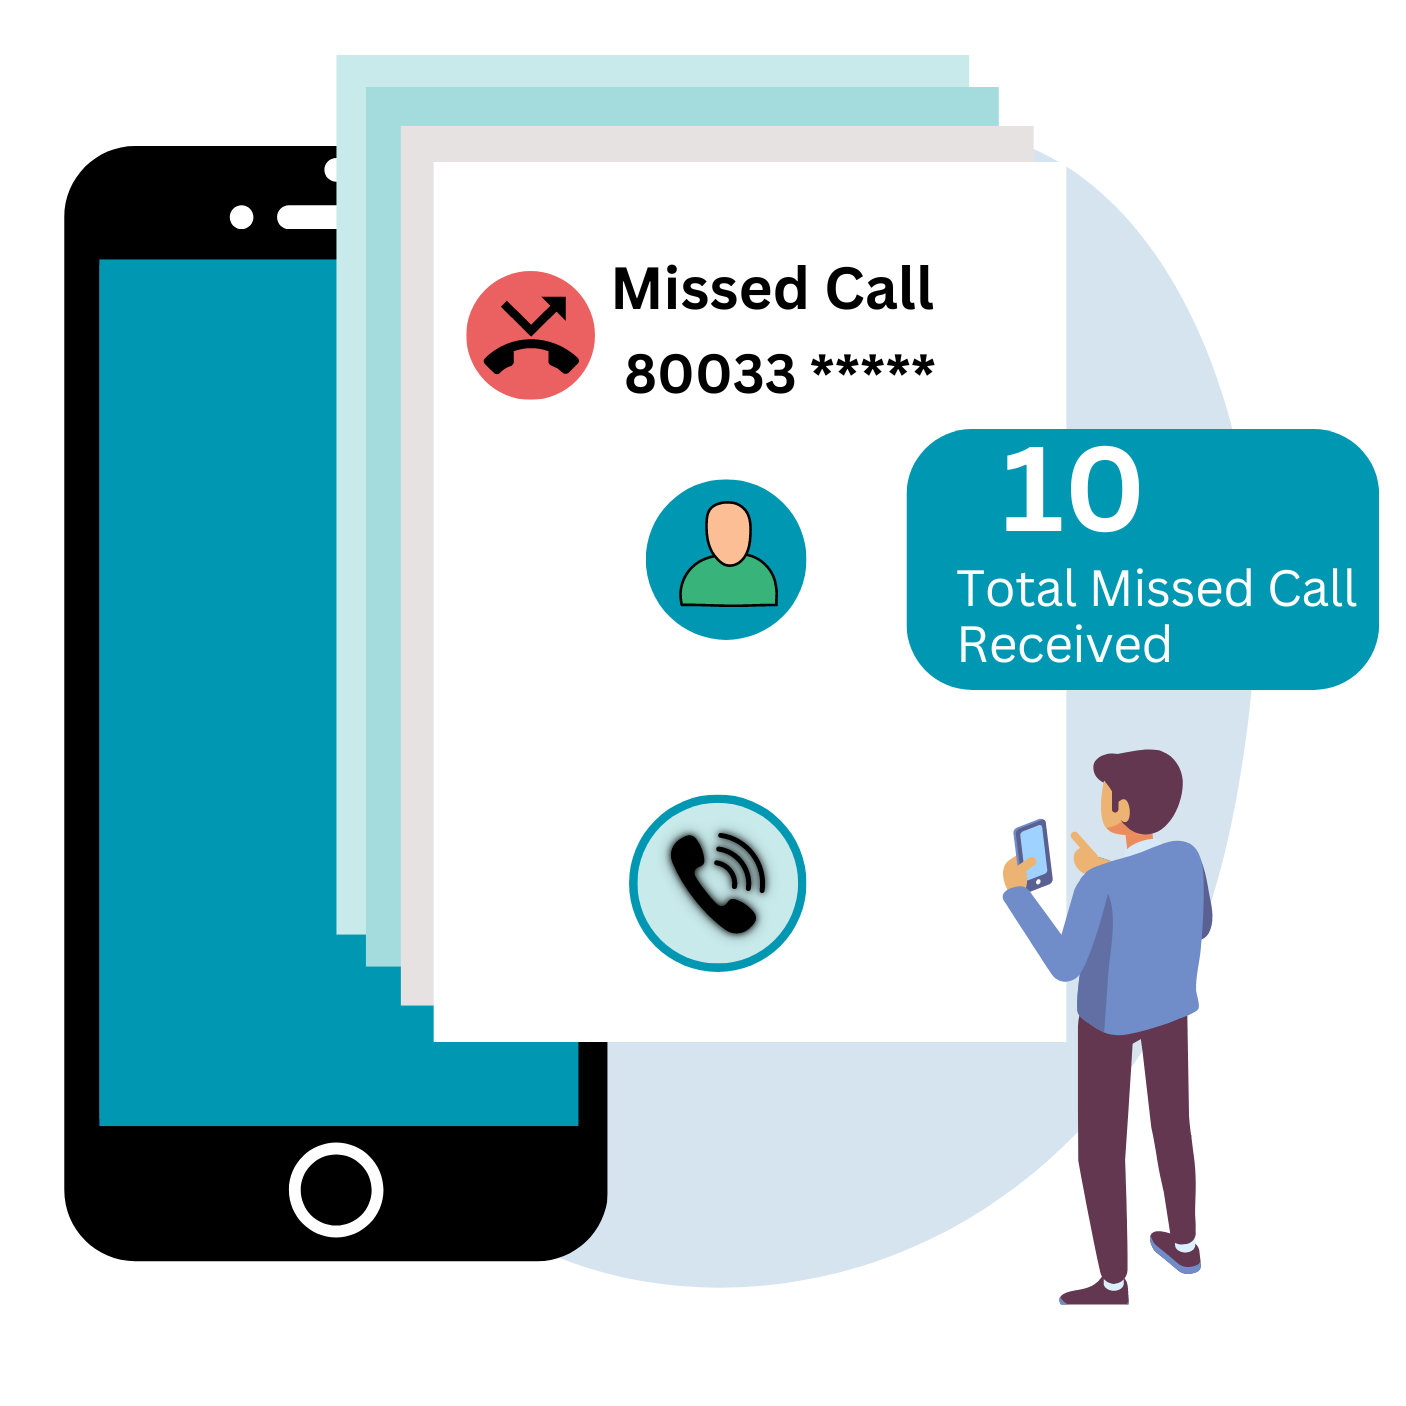 Missed Call
80033 *****
10
Total Missed Call
Received